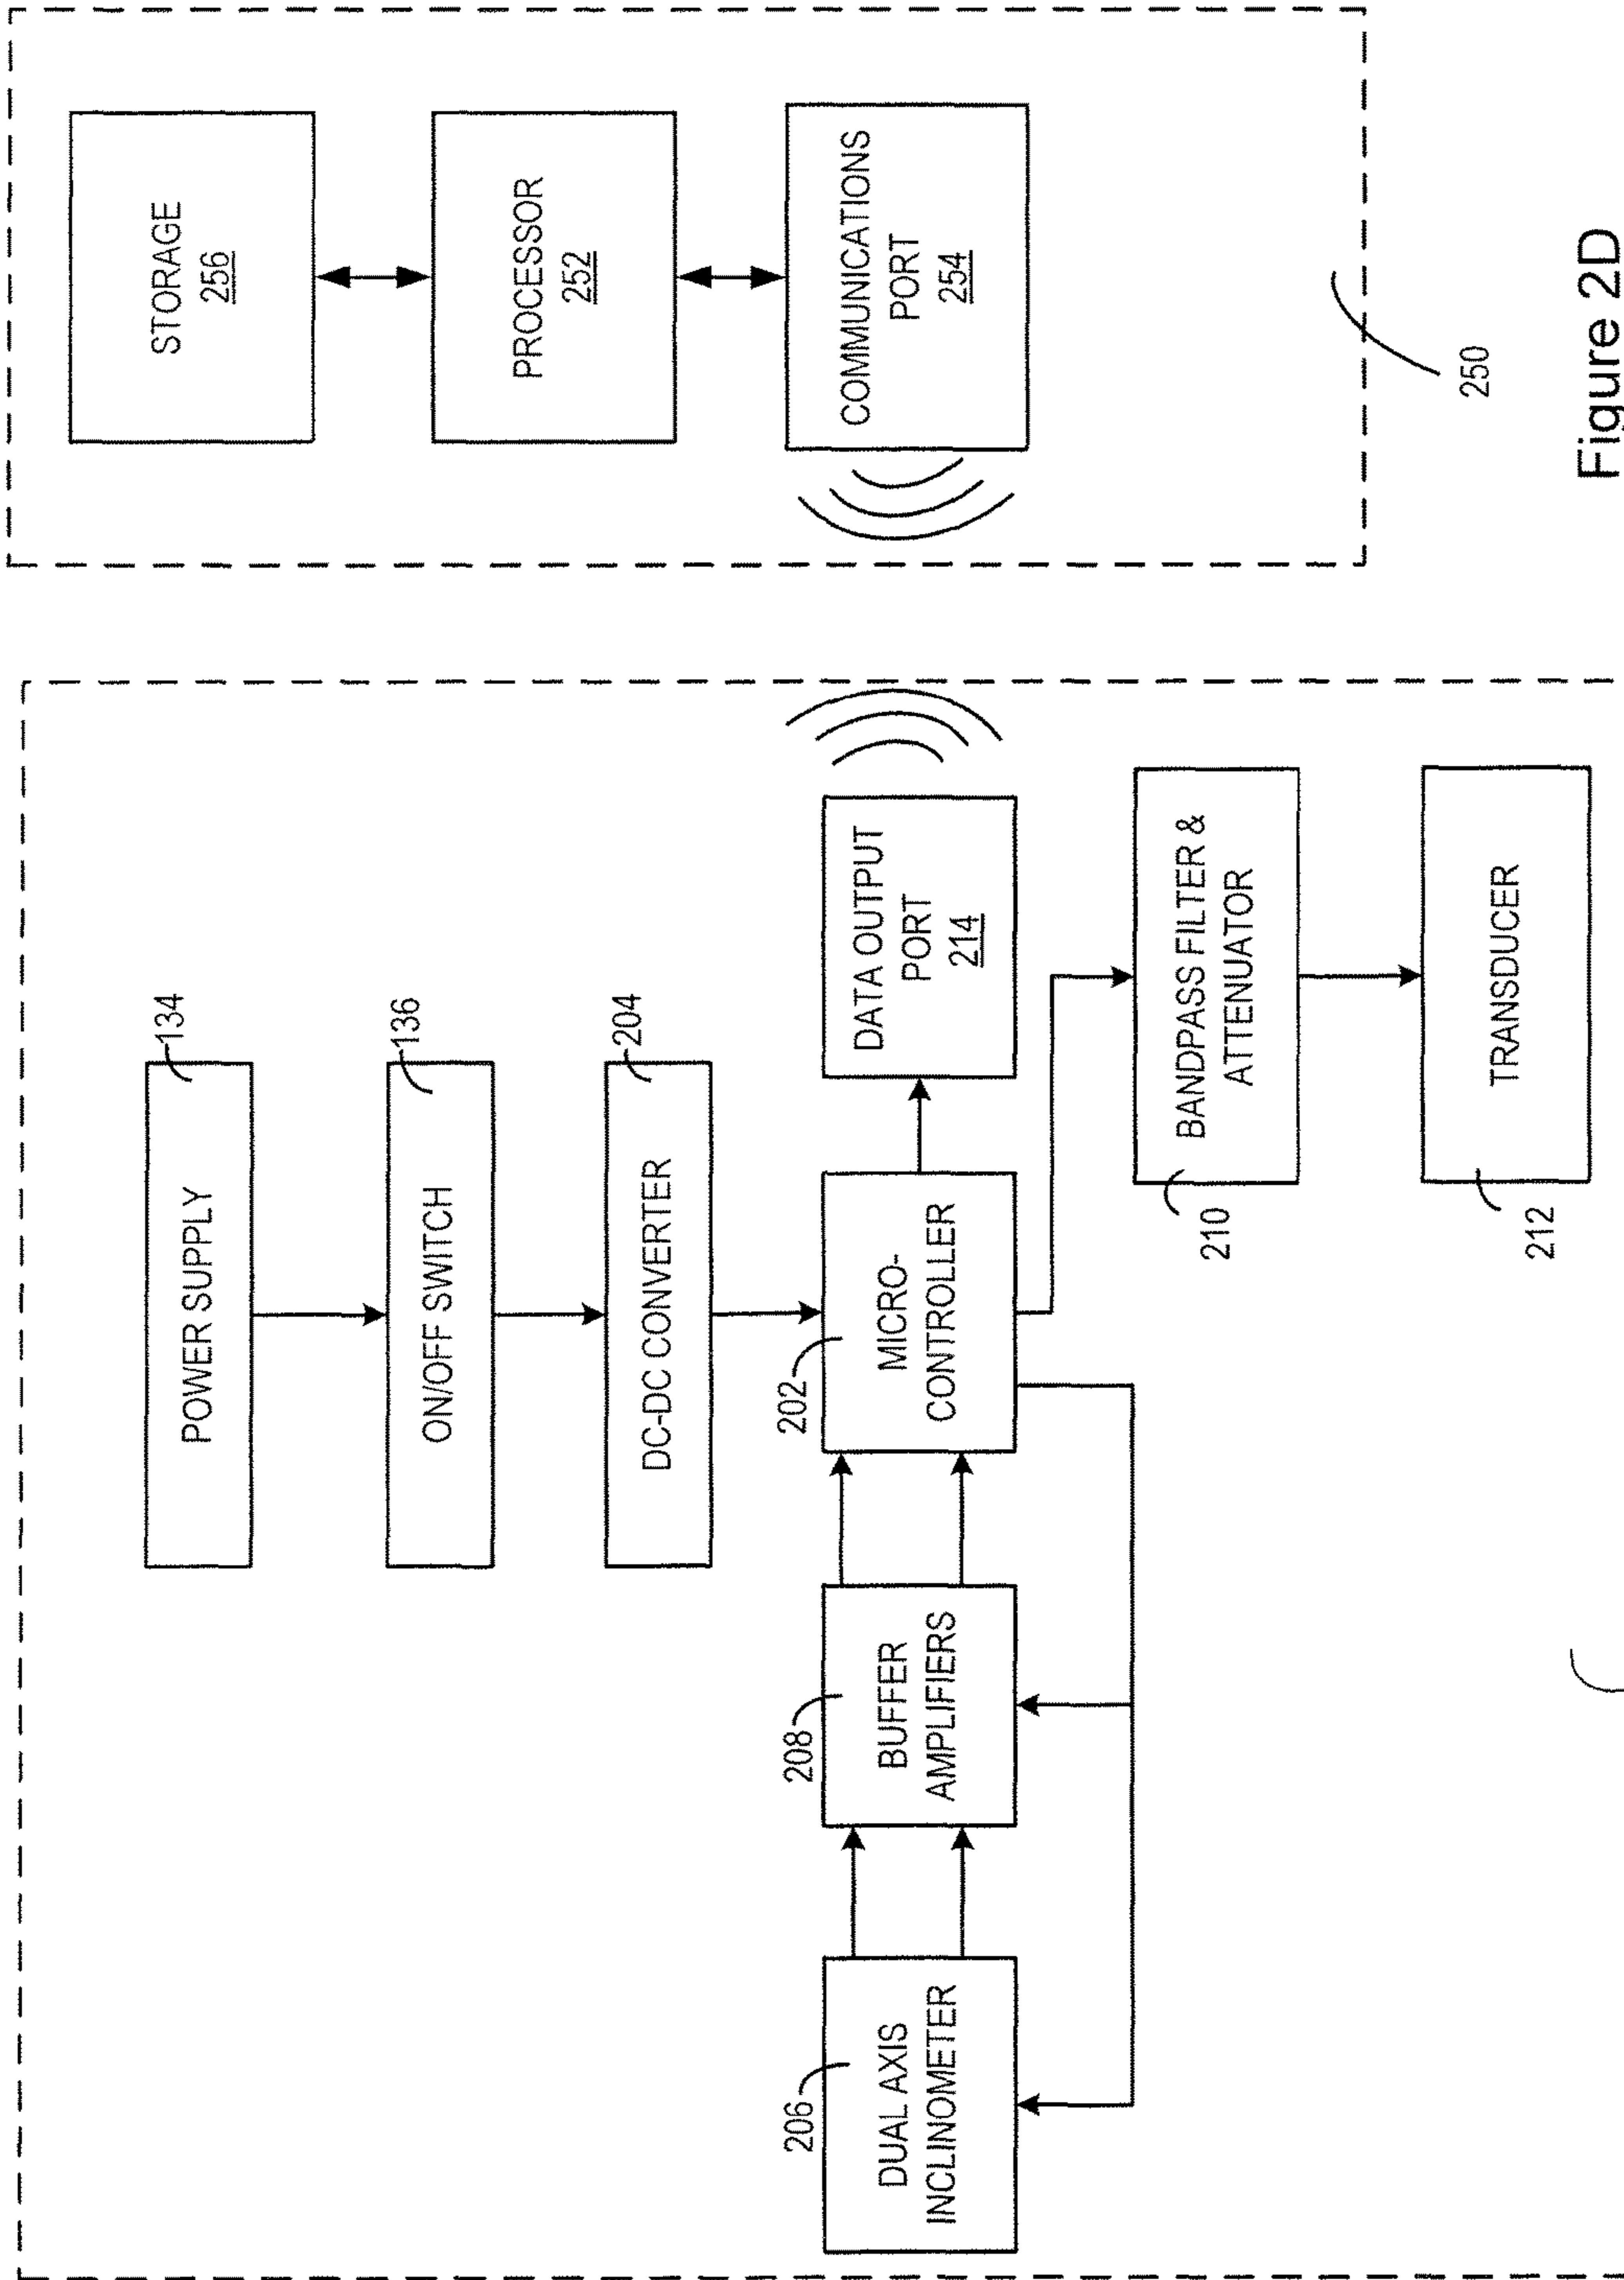 POWER SUPPLY
134
ON/OFF SWITCH
136
DC-DC CONVERTER
204
206
DUAL AXIS
INCLINOMETER
208
BUFFER
AMPLIFIERS
202
MICRO-
CONTROLLER
DATA OUTPUT
PORT
214
210
BANDPASS FILTER &
ATTENUATOR
212
TRANSDUCER
STORAGE
256
PROCESSOR
252
COMMUNICATIONS
PORT
254
250
Figure 2D